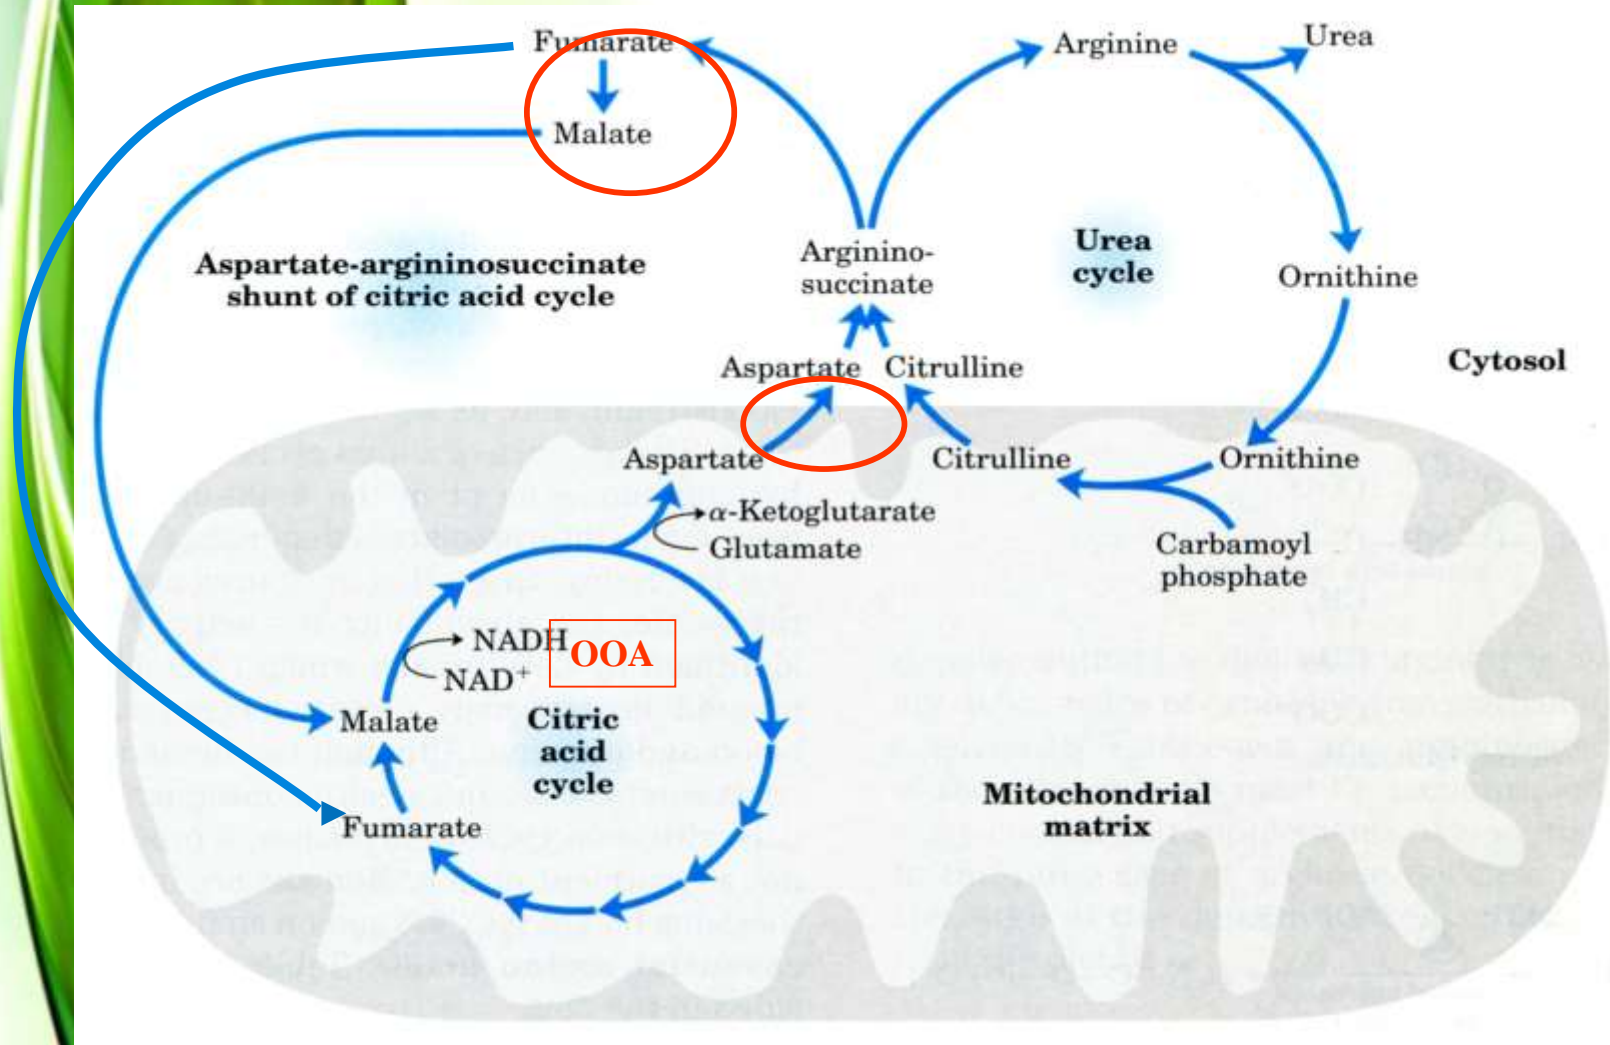 Fumarate
Arginine
Urea
Malate
Aspartate-argininosuccinate
shunt of citric acid cycle
Arginino-
succinate
Urea
cycle
Ornithine
Aspartate
Citrulline
Cytosol
Aspartate
Citrulline
Ornithine
α-Ketoglutarate
Glutamate
Carbamoyl
phosphate
NADH
OOA
NAD⁺
Malate
Citric
acid
cycle
Fumarate
Mitochondrial
matrix